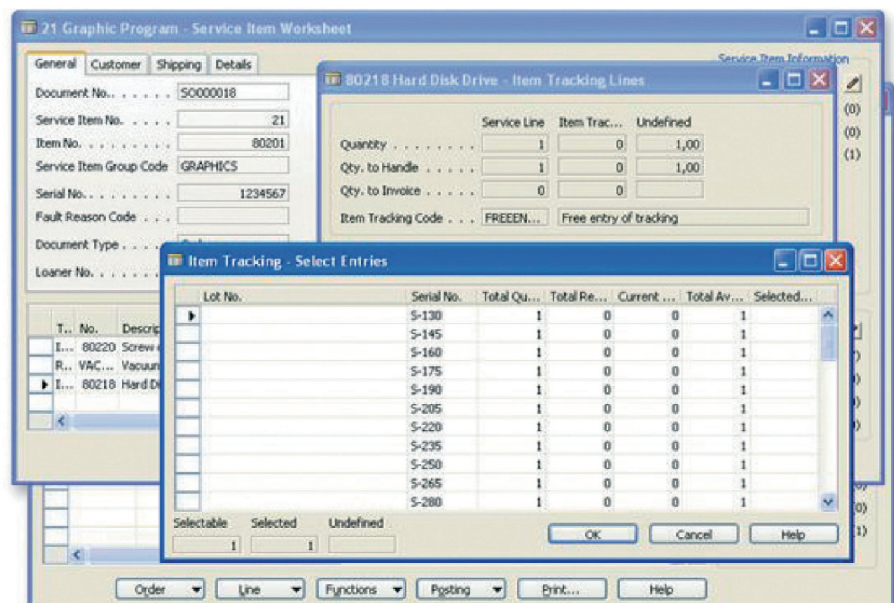 21 Graphic Program - Service Item Worksheet
General Customer Shipping Details
Service Item Information
Document No.. . . . . . SO000018
Service Item No. . . . . . 21
Item No. . . . . . . . . . 80201
Service Item Group Code GRAPHICS
Serial No.. . . . . . . . . 1234567
Fault Reason Code . . .
Document Type . . . .
Loaner No. . . . . . .
(0)
(0)
(1)
80218 Hard Disk Drive - Item Tracking Lines
Service Line Item Trac... Undefined
Quantity . . . . . . . . 1 0 1,00
Qty. to Handle . . . . . 1 0 1,00
Qty. to Invoice . . . . . 0 0
Item Tracking Code . . . FREEEN... Free entry of tracking
T.. No. Descrip
I... 80220 Screw
R... VAC... Vacuum
I... 80218 Hard Di
Item Tracking - Select Entries
Lot No. Serial No. Total Qu... Total Re... Current ... Total Av... Selected...
S-130 1 0 0 1
S-145 1 0 0 1
S-160 1 0 0 1
S-175 1 0 0 1
S-190 1 0 0 1
S-205 1 0 0 1
S-220 1 0 0 1
S-235 1 0 0 1
S-250 1 0 0 1
S-265 1 0 0 1
S-280 1 0 0 1
Selectable Selected Undefined
1 1
OK Cancel Help
(0)
(1)
Order Line Functions Posting Print... Help